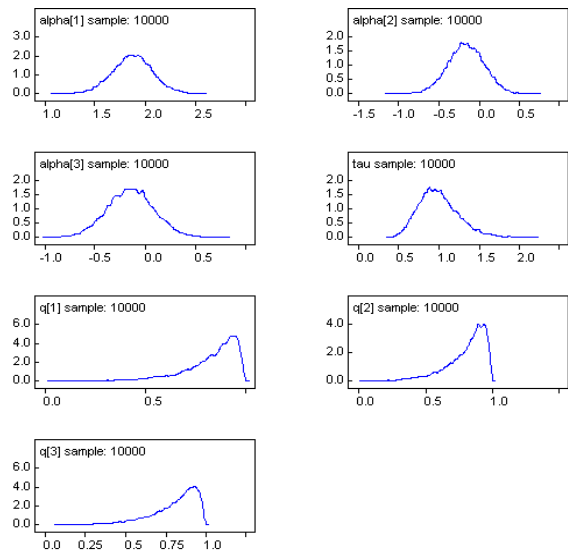 alpha[1] sample: 10000
3.0
2.0
1.0
0.0
1.0 1.5 2.0 2.5
alpha[2] sample: 10000
2.0
1.5
1.0
0.5
0.0
-1.5 -1.0 -0.5 0.0 0.5
alpha[3] sample: 10000
2.0
1.5
1.0
0.5
0.0
-1.0 -0.5 0.0 0.5
tau sample: 10000
2.0
1.5
1.0
0.5
0.0
0.0 0.5 1.0 1.5 2.0
q[1] sample: 10000
6.0
4.0
2.0
0.0
0.0 0.5
q[2] sample: 10000
4.0
2.0
0.0
0.0 0.5 1.0
q[3] sample: 10000
6.0
4.0
2.0
0.0
0.0 0.25 0.5 0.75 1.0